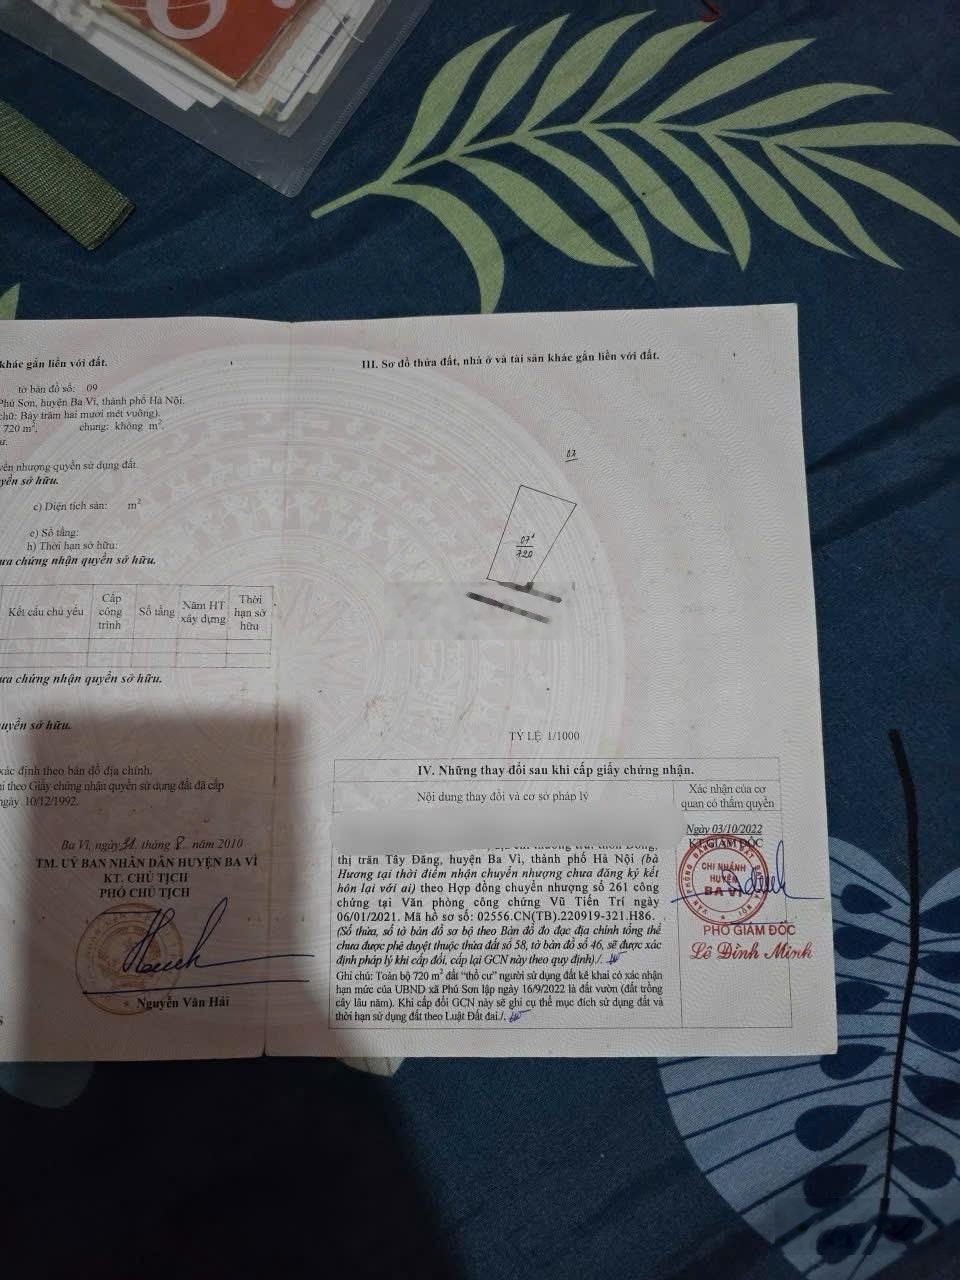 khác gắn liền với đất.
tờ bản đồ số: 09
Phú Sơn, huyện Ba Vì, thành phố Hà Nội.
chữ: Bảy trăm hai mươi mét vuông).
720 m², chung: không m².
quyền sử dụng đất.
sở hữu.
c) Diện tích sàn: m²
e) Số tầng:
h) Thời hạn sở hữu:
chứng nhận quyền sở hữu.
Kết cấu chủ yếu
Cấp công trình
Số tầng
Năm HT xây dựng
Thời hạn sở hữu
chứng nhận quyền sở hữu.
sở hữu.
định theo bản đồ địa chính.
theo Giấy chứng nhận quyền sử dụng đất đã cấp
10/12/1992.
Ba Vì, ngày 31 tháng 8 năm 2010
TM. UỶ BAN NHÂN DÂN HUYỆN BA VÌ
KT. CHỦ TỊCH
PHÓ CHỦ TỊCH
Nguyễn Văn Hải
III. Sơ đồ thửa đất, nhà ở và tài sản khác gắn liền với đất.
07
07¹
720
TỶ LỆ 1/1000
IV. Những thay đổi sau khi cấp giấy chứng nhận.
Nội dung thay đổi và cơ sở pháp lý
Xác nhận của cơ
quan có thẩm quyền
thị trấn Tây Đằng, huyện Ba Vì, thành phố Hà Nội (bà
Hương tại thời điểm nhận chuyển nhượng chưa đăng ký kết
hôn lại với ai) theo Hợp đồng chuyển nhượng số 261 công
chứng tại Văn phòng công chứng Vũ Tiến Trí ngày
06/01/2021. Mã hồ sơ số: 02556.CN(TB).220919-321.H86.
(Số thửa, số tờ bản đồ sơ bộ theo Bản đồ đo đạc địa chính tổng thể
chưa được phê duyệt thuộc thửa đất số 58, tờ bản đồ số 46, sẽ được xác
định pháp lý khi cấp đổi, cấp lại GCN này theo quy định)./.
Ghi chú: Toàn bộ 720 m² đất "thổ cư" người sử dụng đất kê khai có xác nhận
hạn mức của UBND xã Phú Sơn lập ngày 16/9/2022 là đất vườn (đất trồng
cây lâu năm). Khi cấp đổi GCN này sẽ ghi cụ thể mục đích sử dụng đất và
thời hạn sử dụng đất theo Luật Đất đai./.
Ngày 03/10/2022
KT.GIÁM ĐỐC
CHI NHÁNH
HUYỆN
BA VÌ
PHÓ GIÁM ĐỐC
Lê Đình Minh